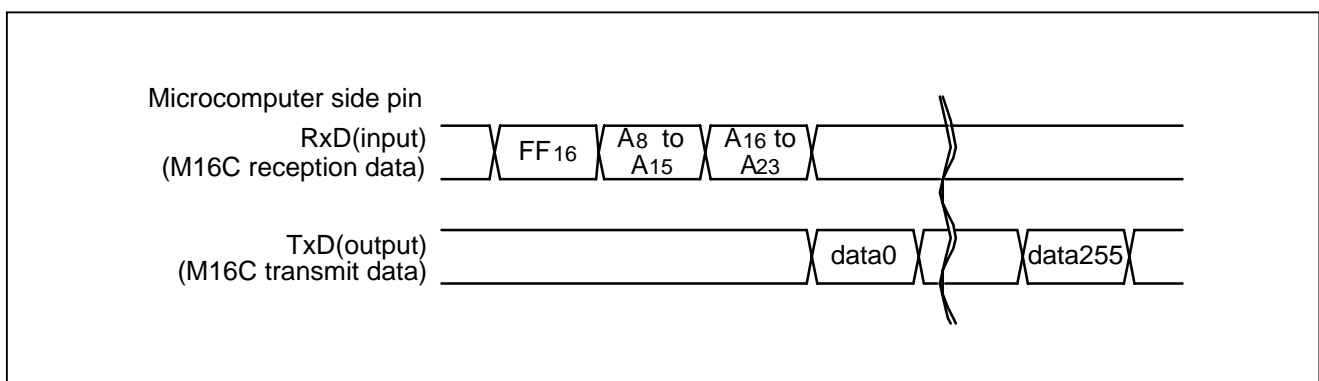 Microcomputer side pin
RxD(input)
(M16C reception data)
FF16
A8 to
A15
A16 to
A23
TxD(output)
(M16C transmit data)
data0
data255